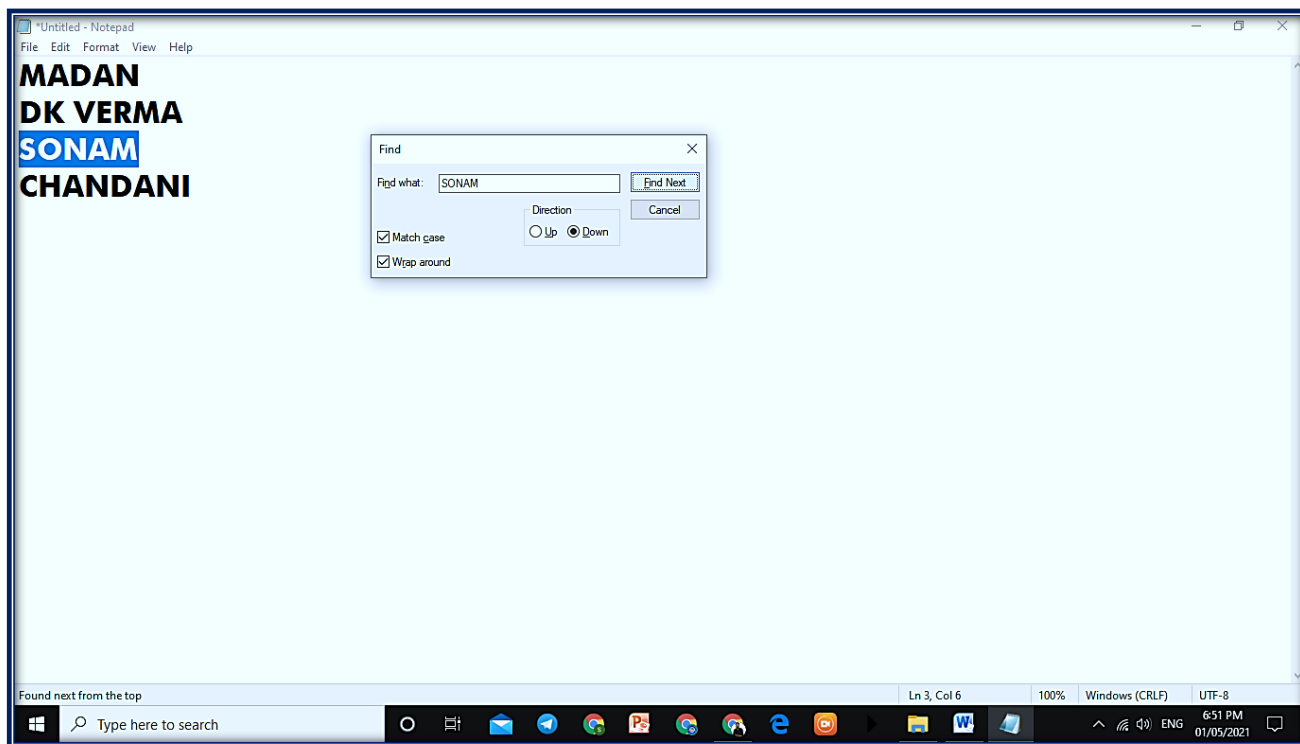 *Untitled - Notepad
File Edit Format View Help
MADAN
DK VERMA
SONAM
CHANDANI
Find
Find what: SONAM
Find Next
Direction
Cancel
Up Down
Match case
Wrap around
Found next from the top
Ln 3, Col 6
100%
Windows (CRLF)
UTF-8
Type here to search
ENG
6:51 PM
01/05/2021